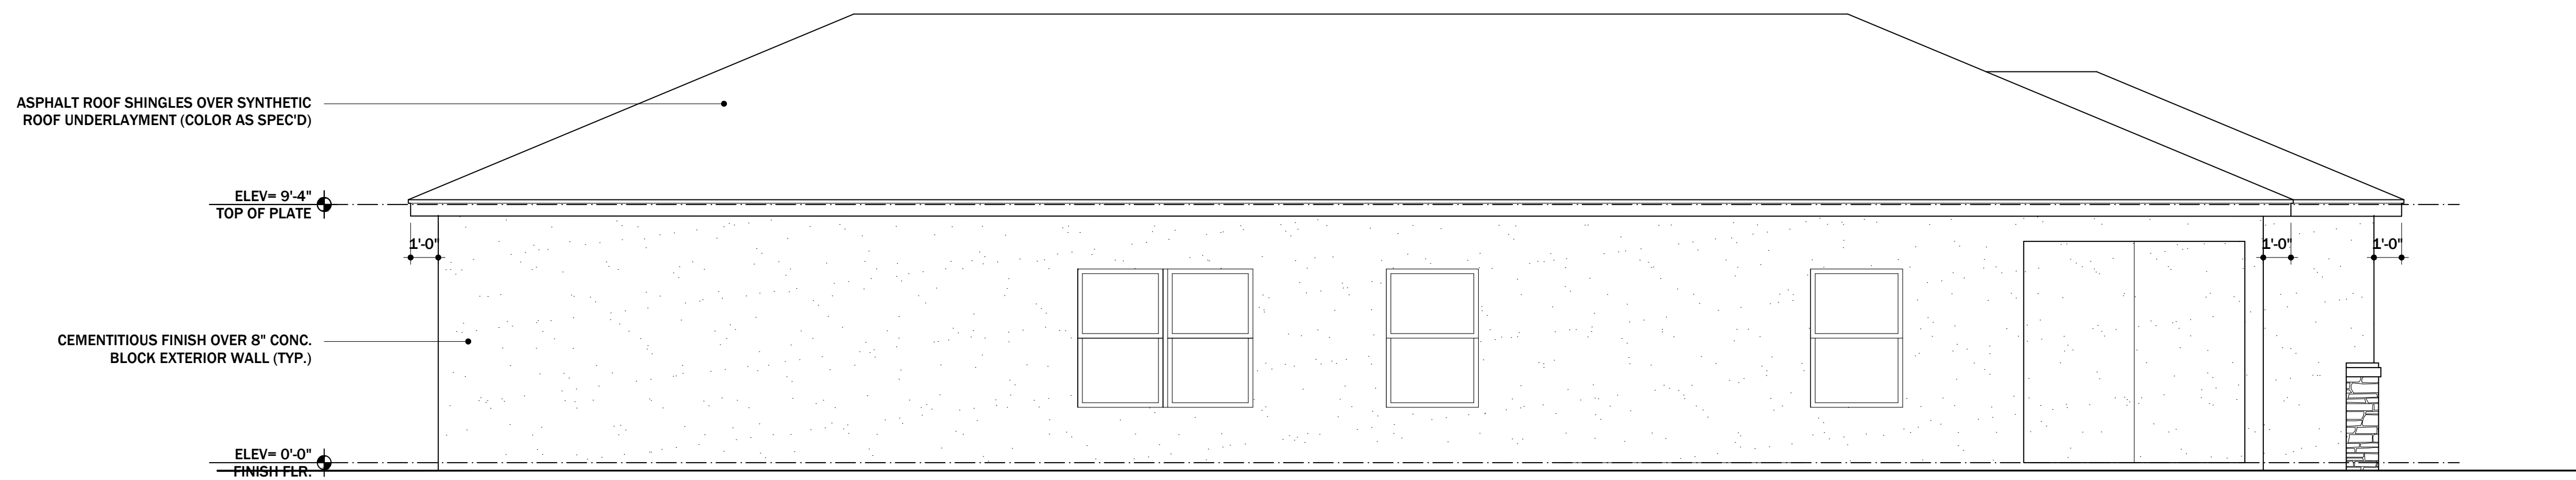 ASPHALT ROOF SHINGLES OVER SYNTHETIC
ROOF UNDERLAYMENT (COLOR AS SPEC'D)
ELEV= 9'-4"
TOP OF PLATE
1'-0"
1'-0"
1'-0"
CEMENTITIOUS FINISH OVER 8" CONC.
BLOCK EXTERIOR WALL (TYP.)
ELEV= 0'-0"
FINISH FLR.